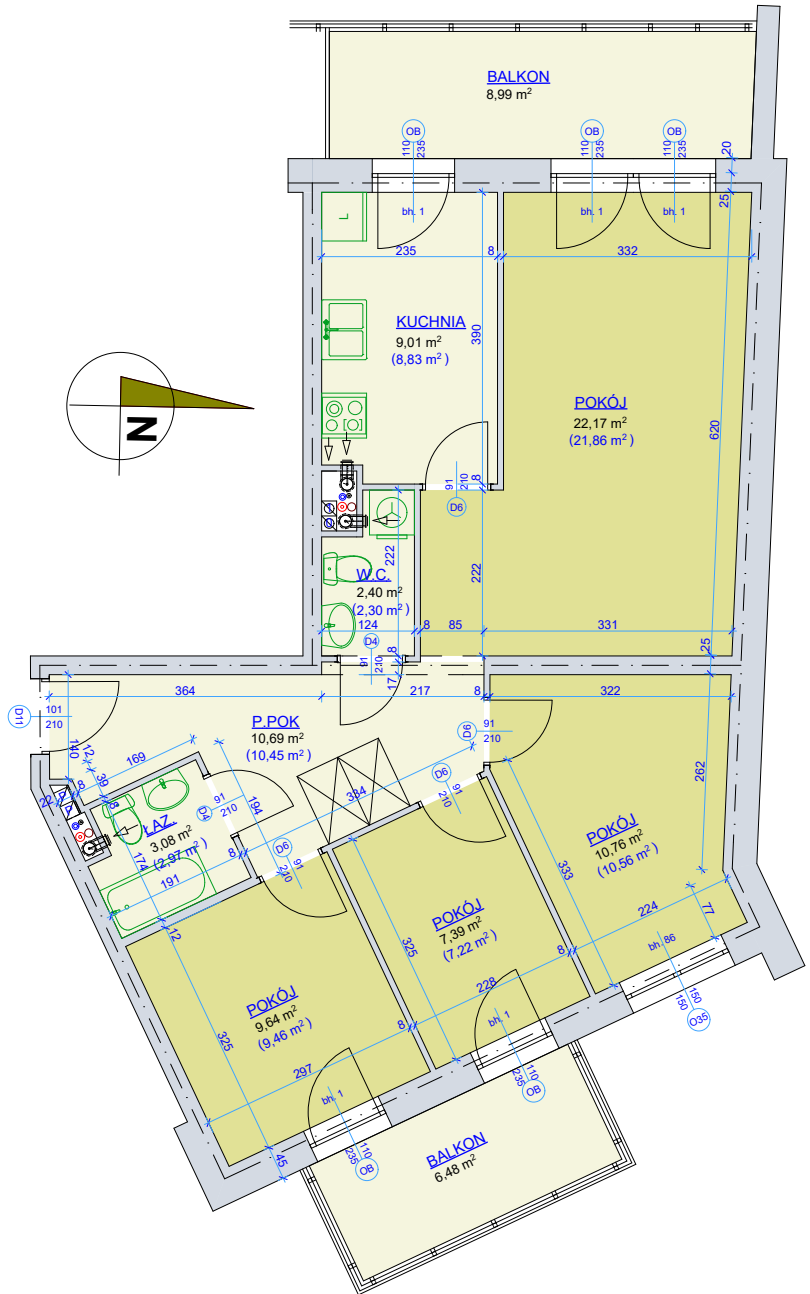 BALKON
8,99 m²
OB
110
235
OB
110
235
OB
110
235
20
25
bh. 1
bh. 1
bh. 1
L
235
8
332
KUCHNIA
9,01 m²
(8,83 m²)
390
POKÓJ
22,17 m²
(21,86 m²)
620
N
8
91
210
D6
222
W.C.
2,40 m²
(2,30 m²)
222
124
8
85
331
D4
91
210
8
17
25
364
217
8
322
D11
101
210
140
P.POK
10,69 m²
(10,45 m²)
D6
91
210
262
12
39
169
8
8
22
P
P
ŁAZ.
3,08 m²
(2,97 m²)
174
191
8
D4
91
210
194
334
D6
91
210
D6
91
210
12
POKÓJ
10,76 m²
(10,56 m²)
333
224
77
bh. 86
150
150
O35
POKÓJ
7,39 m²
(7,22 m²)
325
228
8
bh. 1
110
235
OB
POKÓJ
9,64 m²
(9,46 m²)
325
297
8
bh. 1
110
235
OB
45
BALKON
6,48 m²